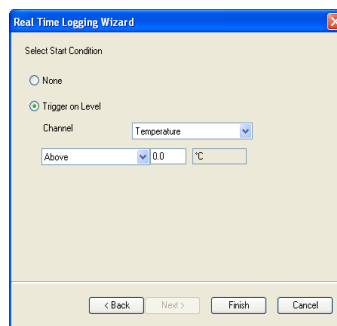 Real Time Logging Wizard
Select Start Condition
None
Trigger on Level
Channel Temperature
Above 0.0 °C
< Back Next > Finish Cancel